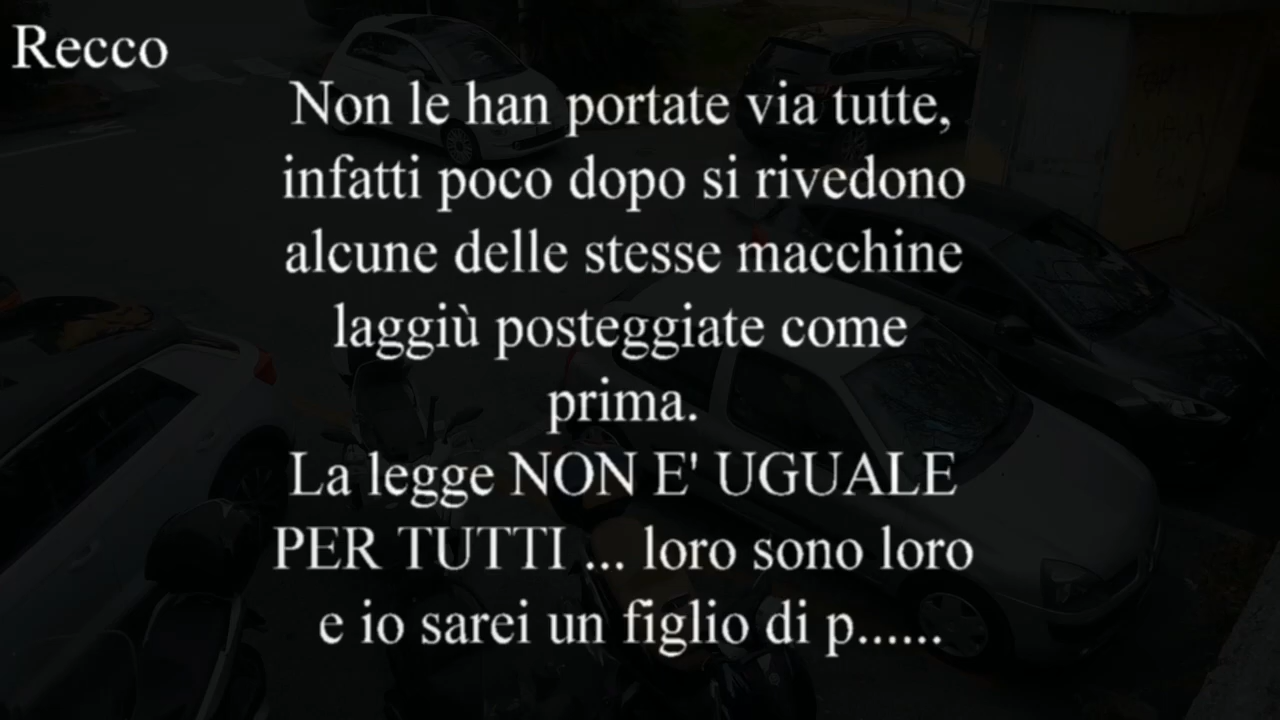 Recco
Non le han portate via tutte,
infatti poco dopo si rivedono
alcune delle stesse macchine
laggiù posteggiate come
prima.
La legge NON E' UGUALE
PER TUTTI ... loro sono loro
e io sarei un figlio di p......